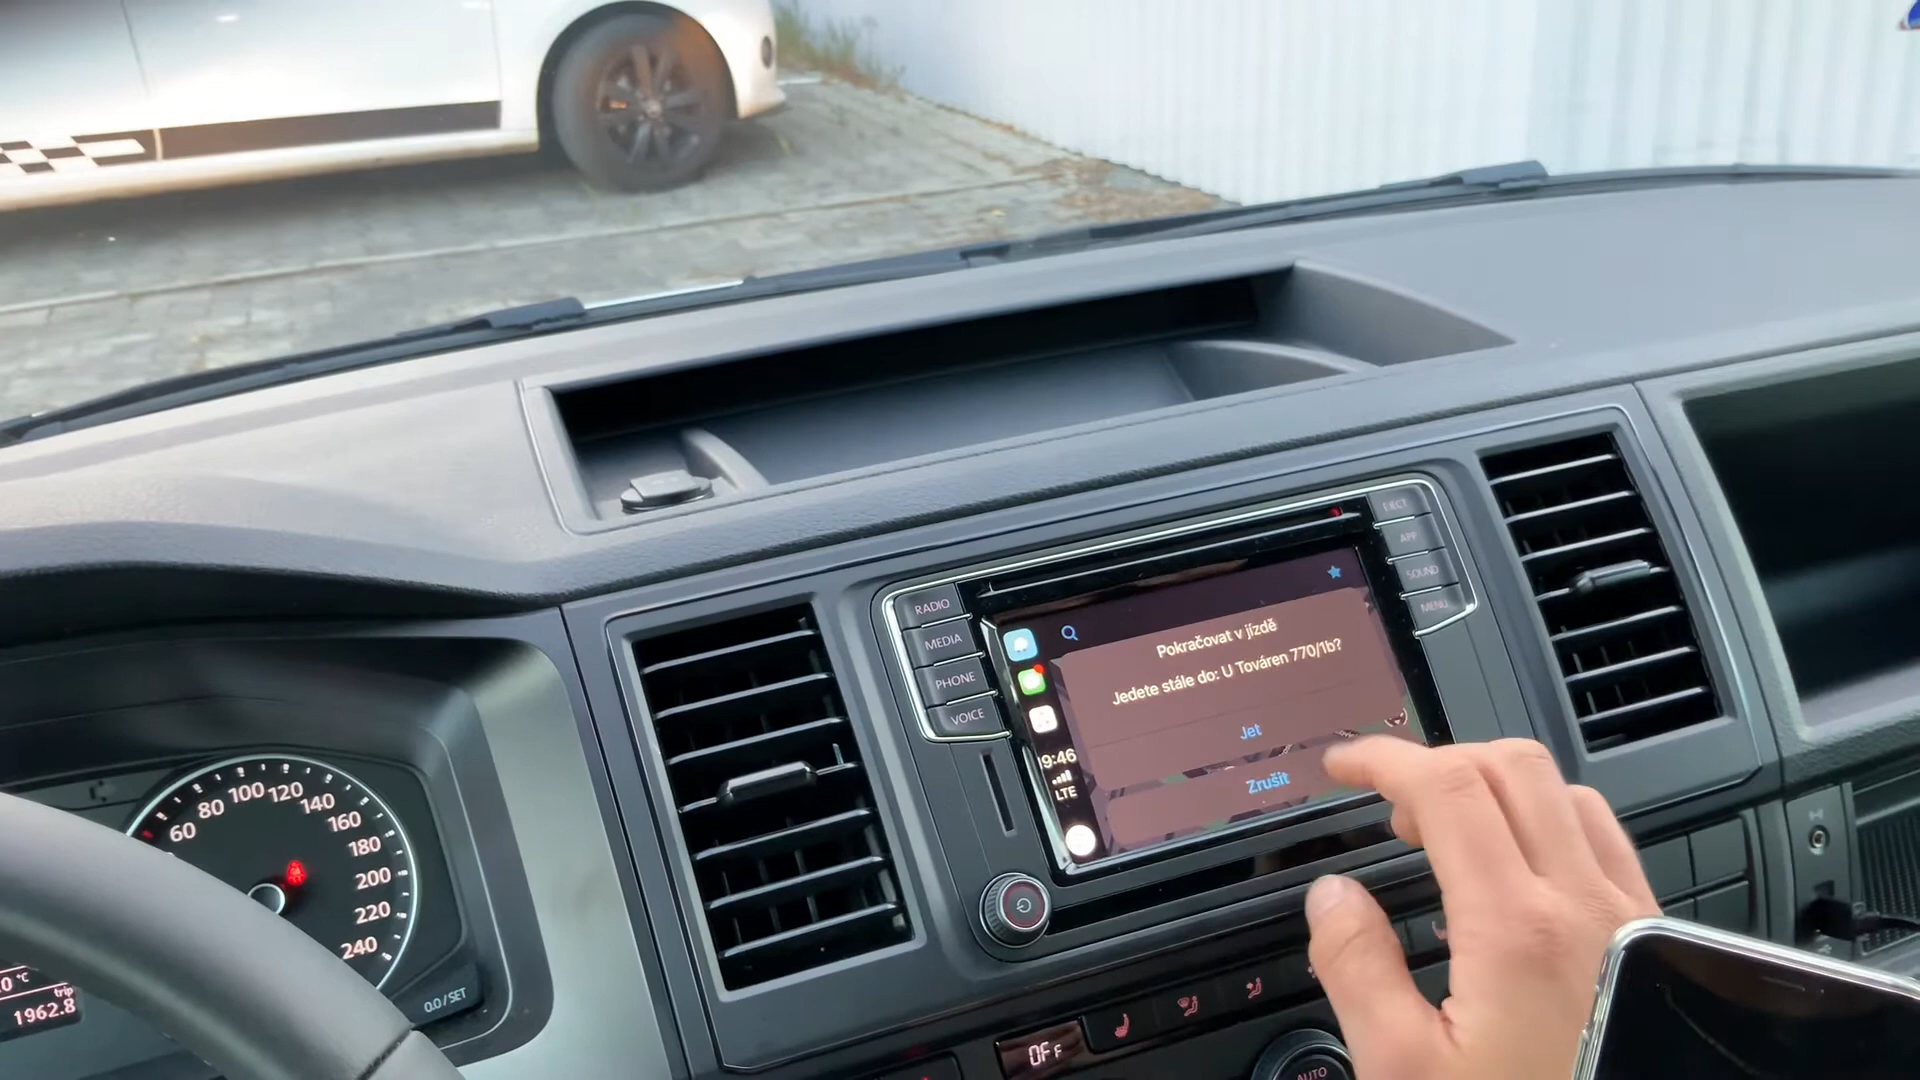 EJECT
APP
SOUND
MENU
RADIO
MEDIA
PHONE
VOICE
Pokračovat v jízdě
Jedete stále do: U Továren 770/1b?
Jet
Zrušit
19:46
LTE
60
80
100
120
140
160
180
200
220
240
0.0/SET
.0 °C
trip
1962.8
OFF
AUTO